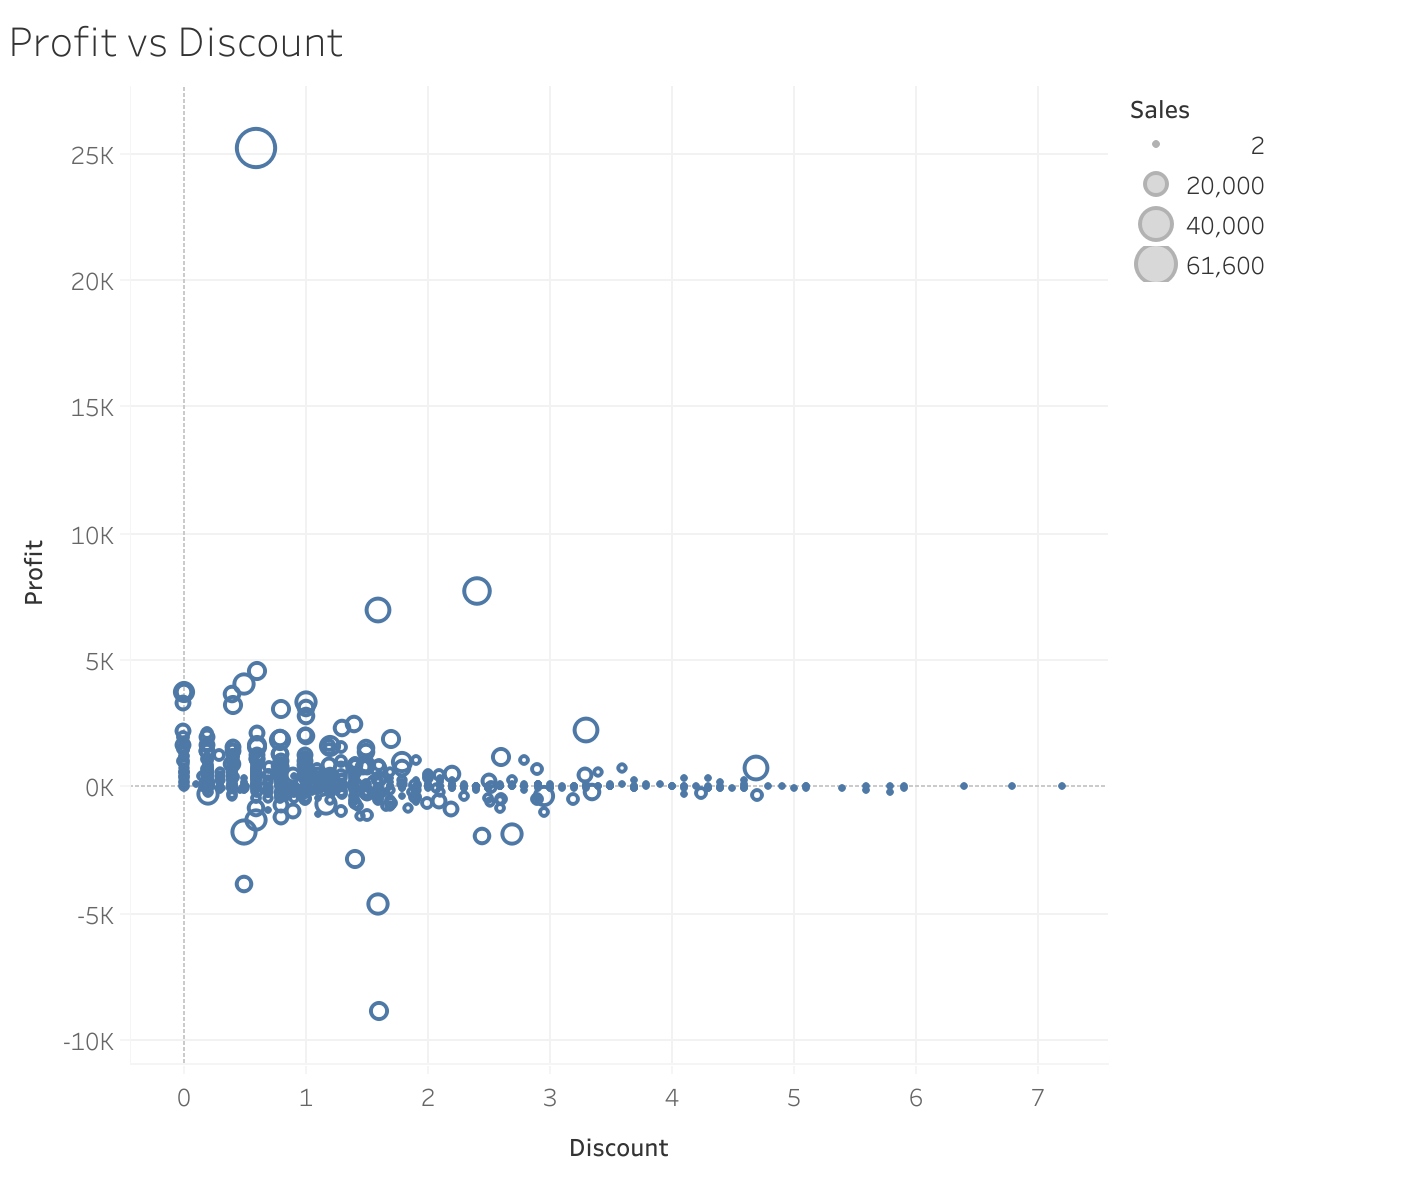 Profit vs Discount
Sales
2
20,000
40,000
61,600
25K
20K
15K
10K
5K
0K
-5K
-10K
Profit
0 1 2 3 4 5 6 7
Discount